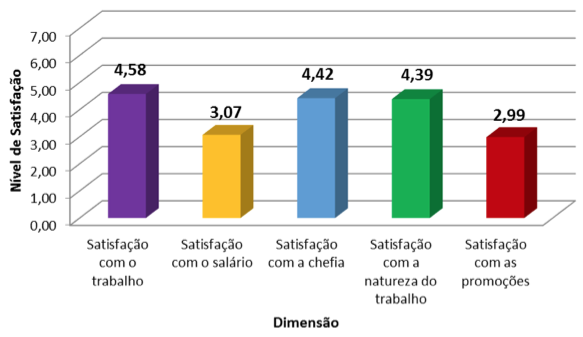 Nível de Satisfação
7,00
6,00
5,00
4,00
3,00
2,00
1,00
0,00
4,58
3,07
4,42
4,39
2,99
Satisfação
com o
trabalho
Satisfação
com o salário
Satisfação
com a chefia
Satisfação
com a
natureza do
trabalho
Satisfação
com as
promoções
Dimensão